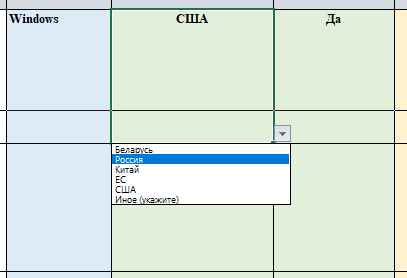 Windows США Да
Беларусь
Россия
Китай
ЕС
США
Иное (укажите)